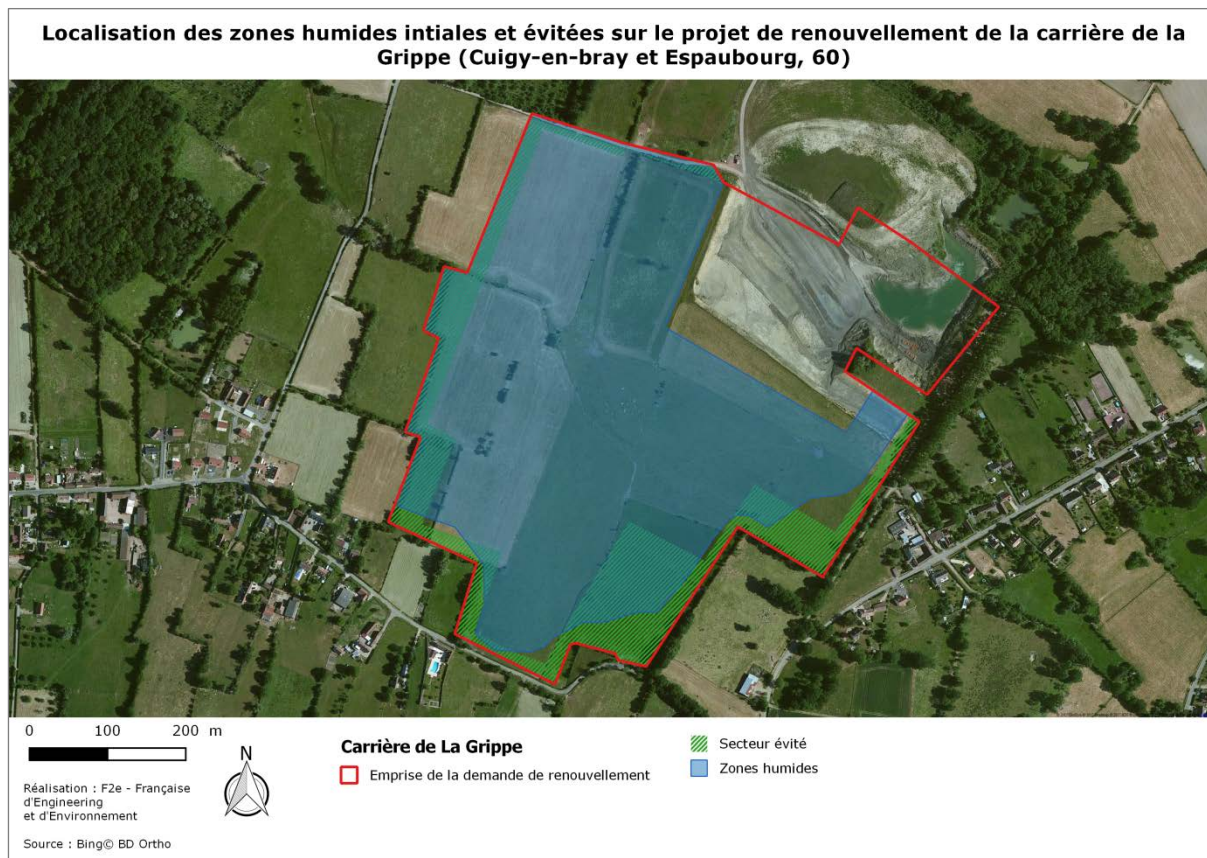 Localisation des zones humides intiales et évitées sur le projet de renouvellement de la carrière de la
Grippe (Cuigy-en-bray et Espaubourg, 60)
0 100 200 m
N
Réalisation : F2e - Française
d'Engineering
et d'Environnement
Source : Bing© BD Ortho
Carrière de La Grippe
Emprise de la demande de renouvellement
Secteur évité
Zones humides